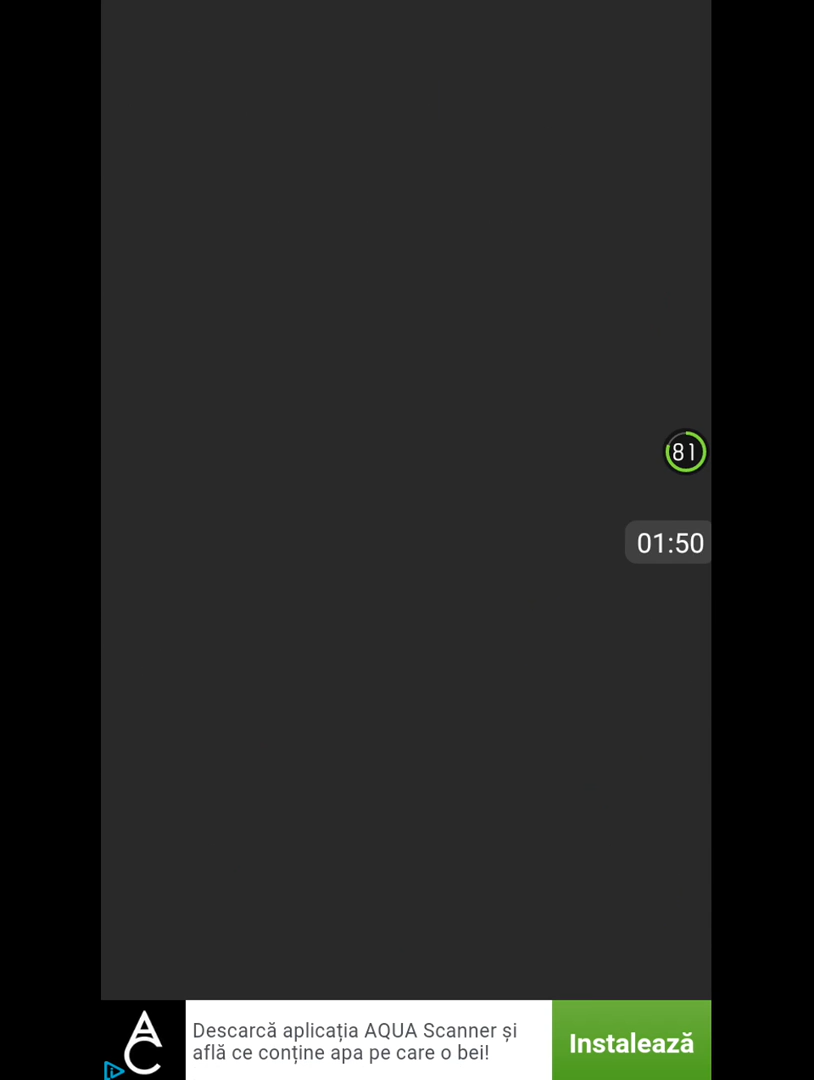 81
01:50
Descarcă aplicația AQUA Scanner și
află ce conține apa pe care o bei!
Instalează
AC